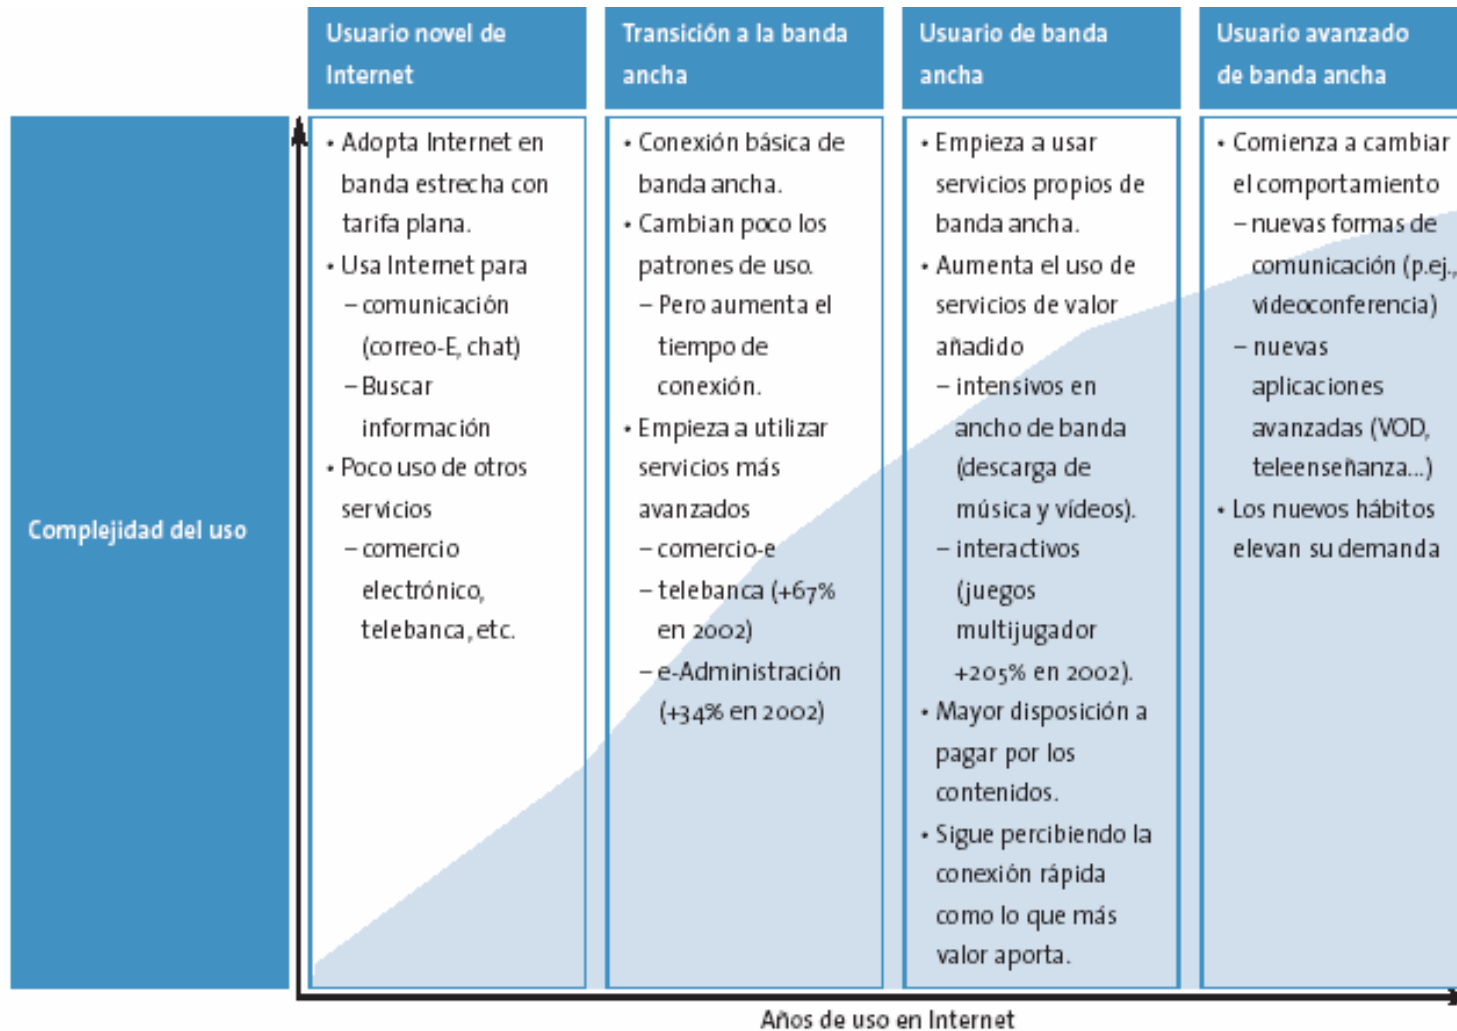 Usuario novel de
Internet
Transición a la banda
ancha
Usuario de banda
ancha
Usuario avanzado
de banda ancha
Complejidad del uso
• Adopta Internet en
banda estrecha con
tarifa plana.
• Usa Internet para
– comunicación
(correo-E, chat)
– Buscar
información
• Poco uso de otros
servicios
– comercio
electrónico,
telebanca, etc.
• Conexión básica de
banda ancha.
• Cambian poco los
patrones de uso.
– Pero aumenta el
tiempo de
conexión.
• Empieza a utilizar
servicios más
avanzados
– comercio-e
– telebanca (+67%
en 2002)
– e-Administración
(+34% en 2002)
• Empieza a usar
servicios propios de
banda ancha.
• Aumenta el uso de
servicios de valor
añadido
– intensivos en
ancho de banda
(descarga de
música y vídeos).
– interactivos
(juegos
multijugador
+205% en 2002).
• Mayor disposición a
pagar por los
contenidos.
• Sigue percibiendo la
conexión rápida
como lo que más
valor aporta.
• Comienza a cambiar
el comportamiento
– nuevas formas de
comunicación (p.ej.,
videoconferencia)
– nuevas
aplicaciones
avanzadas (VOD,
teleenseñanza...)
• Los nuevos hábitos
elevan su demanda
Años de uso en Internet